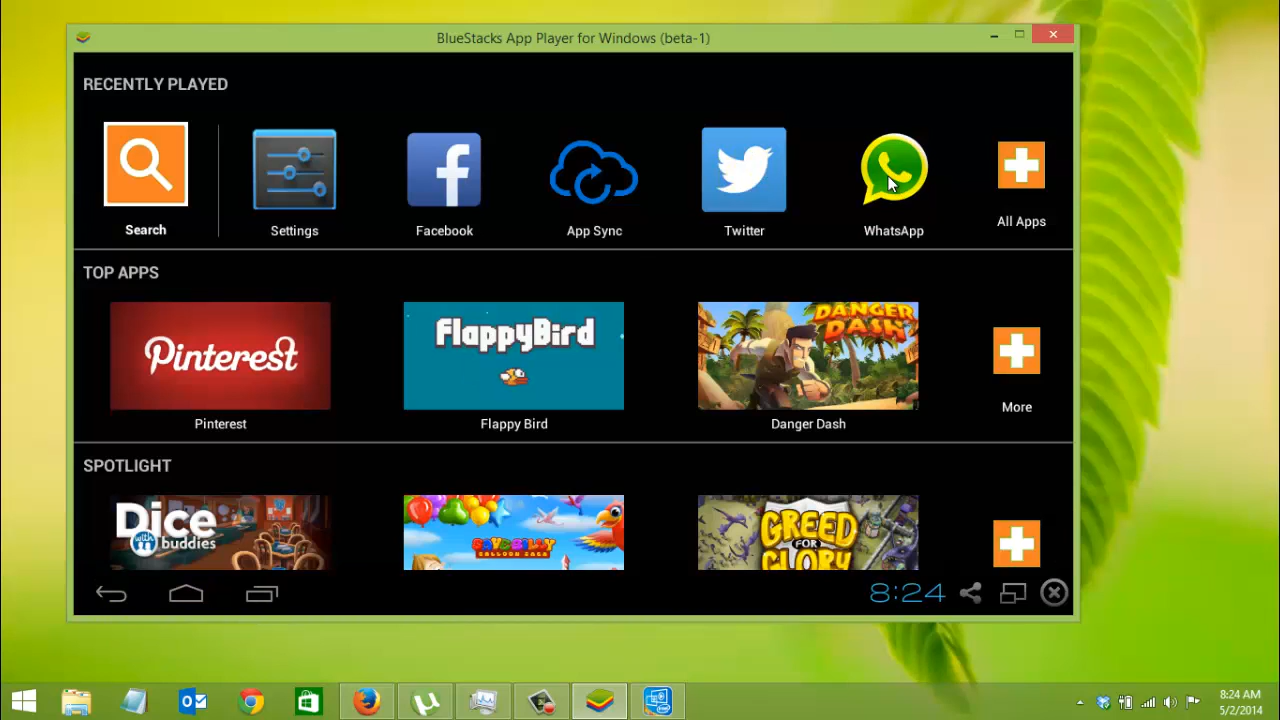 BlueStacks App Player for Windows (beta-1)
RECENTLY PLAYED
Search
Settings
Facebook
App Sync
Twitter
WhatsApp
All Apps
TOP APPS
Pinterest
FlappyBird
DANGER
DASH
Pinterest
Flappy Bird
Danger Dash
More
SPOTLIGHT
Dice
with
buddies
BALLOON
GREED
FOR
GLORY
8:24
8:24 AM
5/2/2014